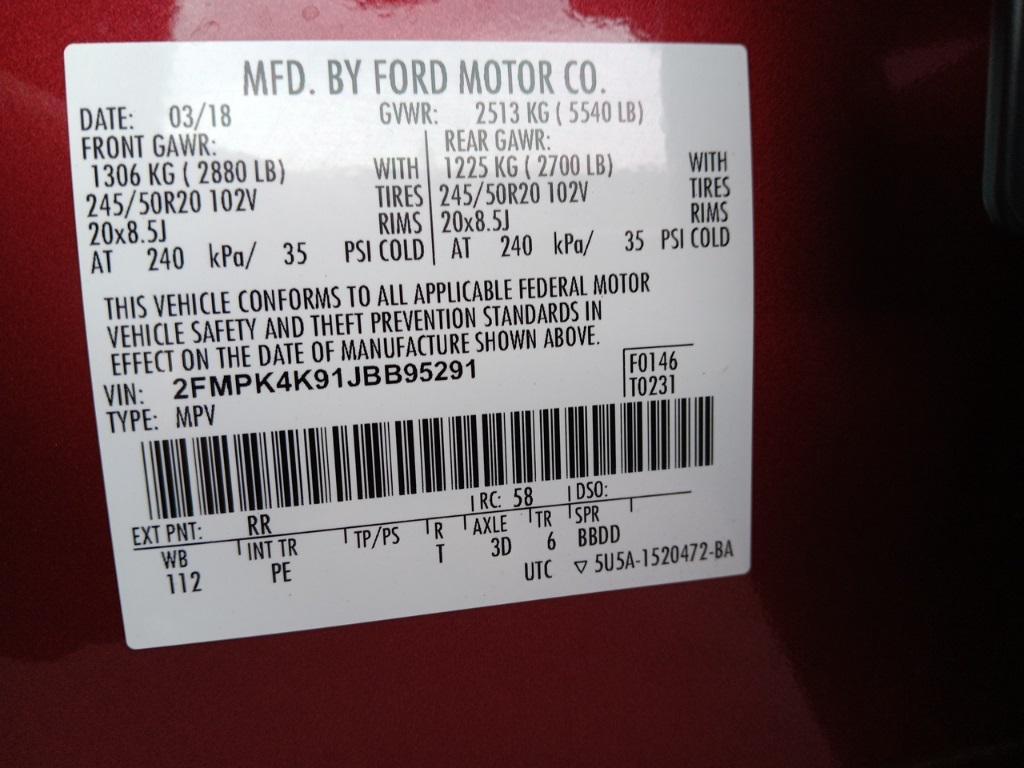 MFD. BY FORD MOTOR CO.
DATE: 03/18 GVWR: 2513 KG ( 5540 LB)
FRONT GAWR: REAR GAWR:
1306 KG ( 2880 LB) WITH 1225 KG ( 2700 LB) WITH
245/50R20 102V TIRES 245/50R20 102V TIRES
20x8.5J RIMS 20x8.5J RIMS
AT 240 kPa/ 35 PSI COLD AT 240 kPa/ 35 PSI COLD
THIS VEHICLE CONFORMS TO ALL APPLICABLE FEDERAL MOTOR
VEHICLE SAFETY AND THEFT PREVENTION STANDARDS IN
EFFECT ON THE DATE OF MANUFACTURE SHOWN ABOVE.
VIN: 2FMPK4K91JBB95291 F0146
TYPE: MPV T0231
EXT PNT: RR RC: 58 DSO:
WB INT TR TP/PS R AXLE TR SPR
112 PE T 3D 6 BBDD
UTC ▽ 5U5A-1520472-BA